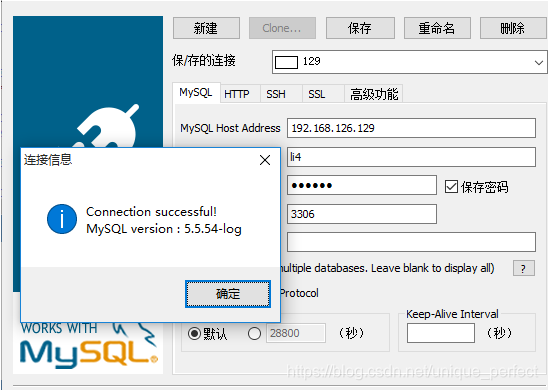 新建 Clone... 保存 重命名 删除
保/存的连接 129
MySQL HTTP SSH SSL 高级功能
MySQL Host Address 192.168.126.129
li4
●●●●●● 保存密码
3306
连接信息
Connection successful!
MySQL version : 5.5.54-log
确定
multiple databases. Leave blank to display all) ?
Protocol
默认 28800 (秒)
Keep-Alive Interval
(秒)
WORKS WITH
MySQL®
https://blog.csdn.net/unique_perfect